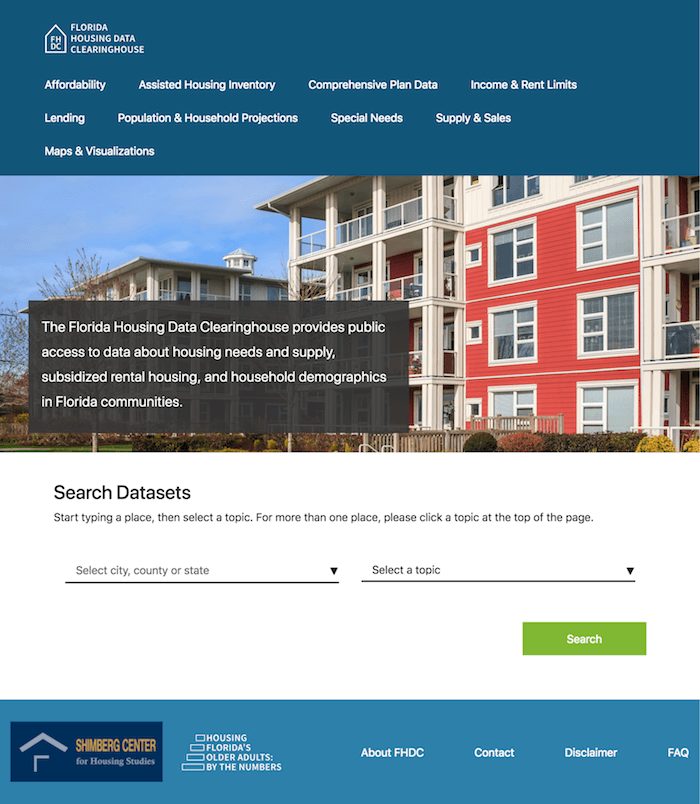 FLORIDA
HOUSING DATA
CLEARINGHOUSE
FH
DC
Affordability
Assisted Housing Inventory
Comprehensive Plan Data
Income & Rent Limits
Lending
Population & Household Projections
Special Needs
Supply & Sales
Maps & Visualizations
The Florida Housing Data Clearinghouse provides public
access to data about housing needs and supply,
subsidized rental housing, and household demographics
in Florida communities.
Search Datasets
Start typing a place, then select a topic. For more than one place, please click a topic at the top of the page.
Select city, county or state
Select a topic
Search
SHIMBERG CENTER
for Housing Studies
HOUSING
FLORIDA'S
OLDER ADULTS:
BY THE NUMBERS
About FHDC
Contact
Disclaimer
FAQ